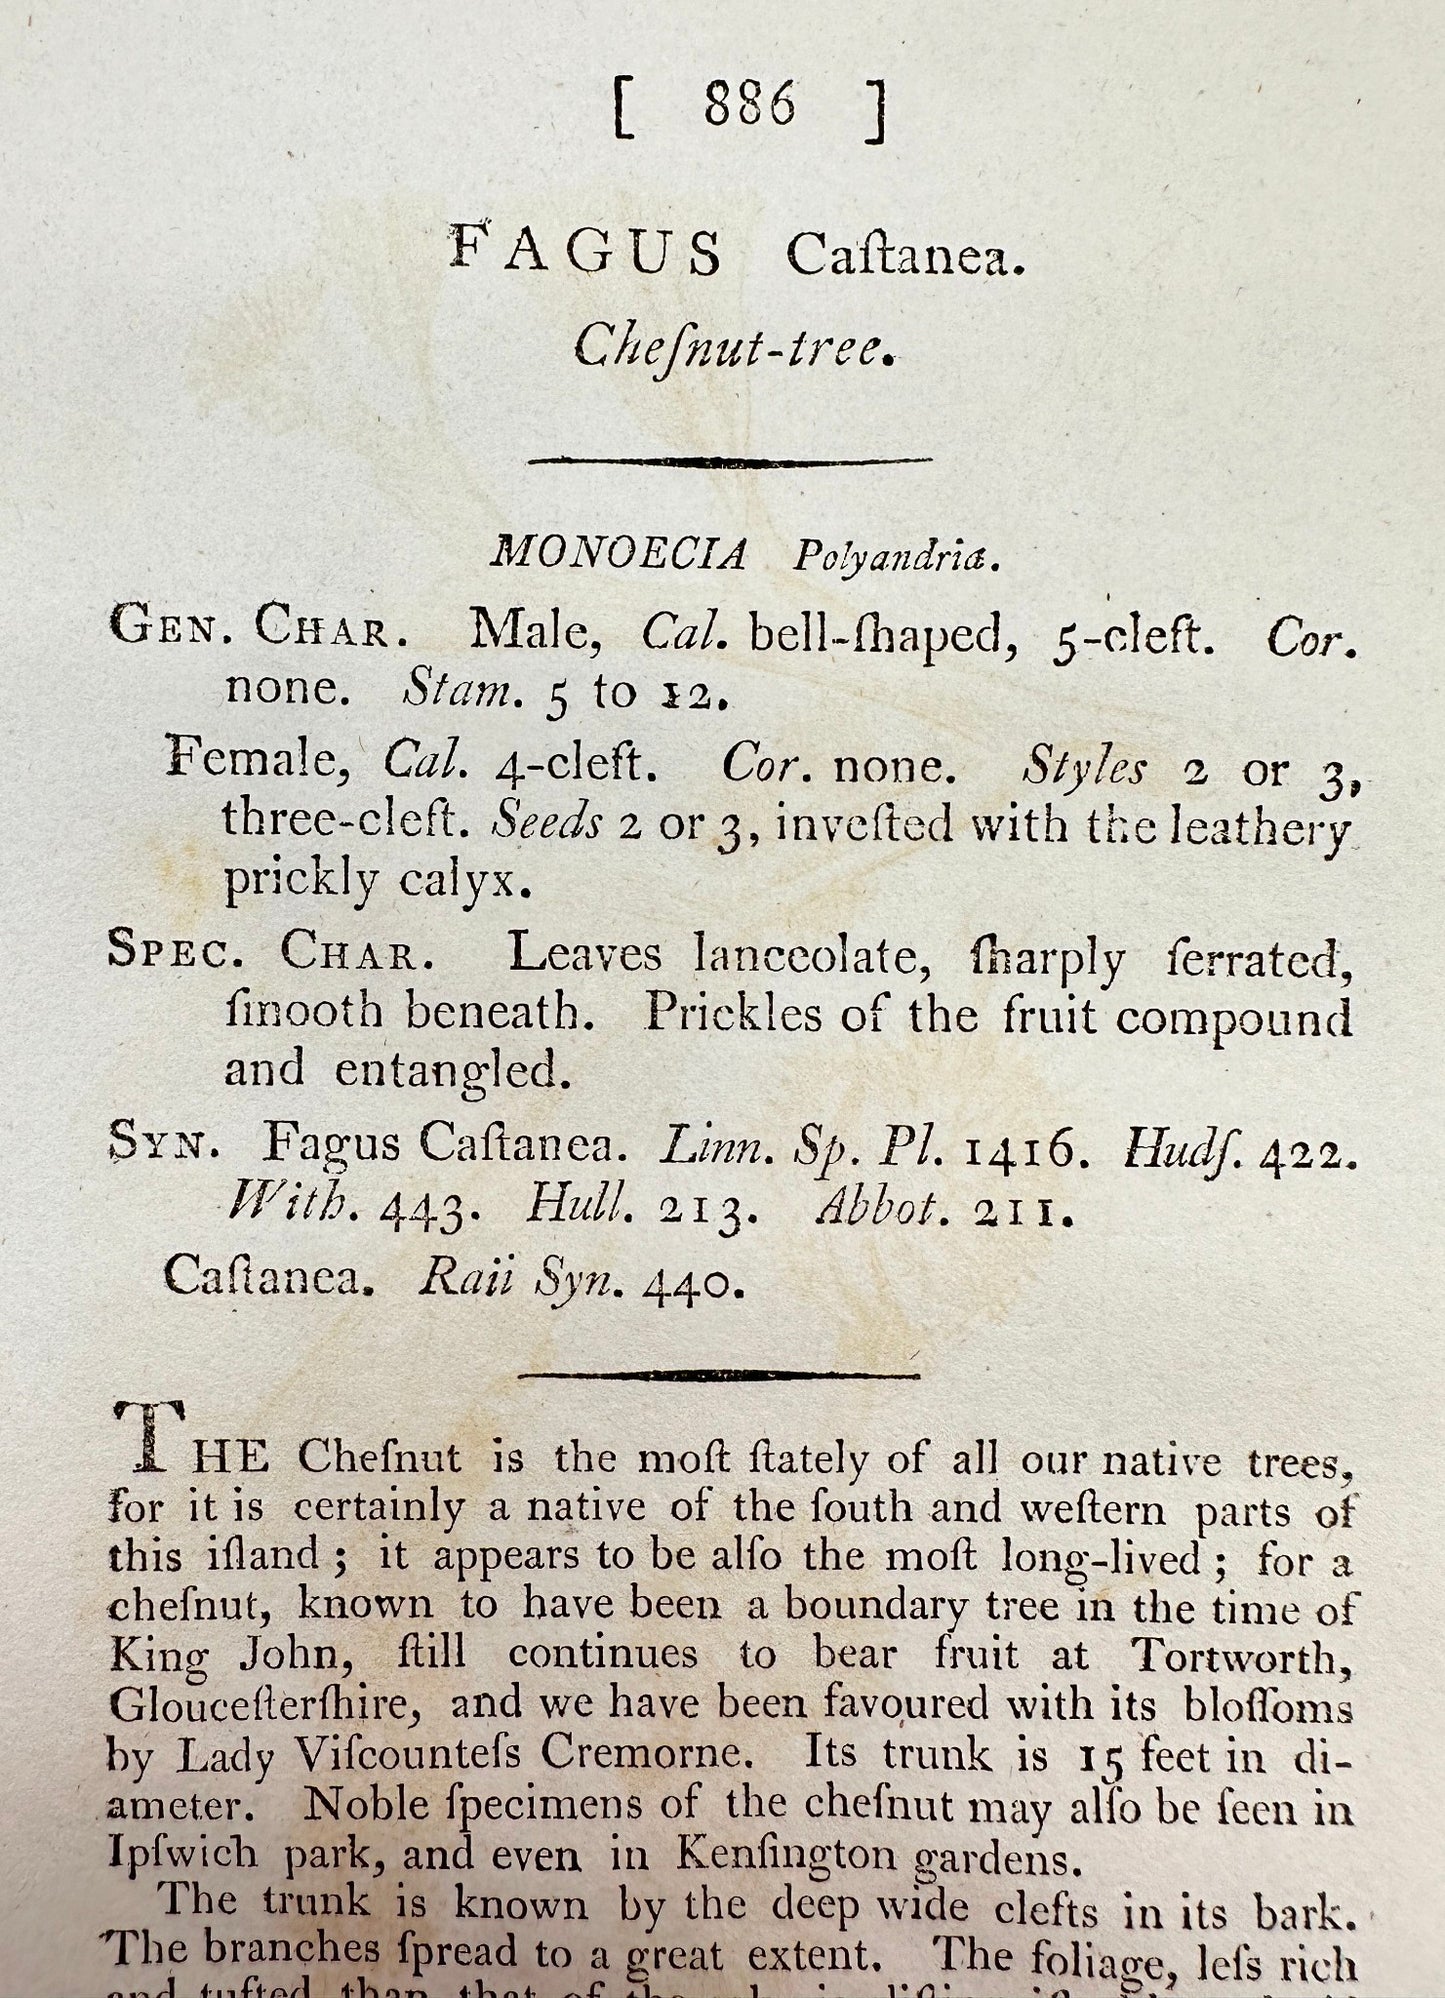 [ 886 ]
FAGUS Caſtanea.
Cheſnut-tree.
MONOECIA Polyandria.
GEN. CHAR. Male, Cal. bell-ſhaped, 5-cleft. Cor.
none. Stam. 5 to 12.
Female, Cal. 4-cleft. Cor. none. Styles 2 or 3,
three-cleft. Seeds 2 or 3, inveſted with the leathery
prickly calyx.
SPEC. CHAR. Leaves lanceolate, ſharply ſerrated,
ſmooth beneath. Prickles of the fruit compound
and entangled.
SYN. Fagus Caſtanea. Linn. Sp. Pl. 1416. Hudſ. 422.
With. 443. Hull. 213. Abbot. 211.
Caſtanea. Raii Syn. 440.
THE Cheſnut is the moſt ſtately of all our native trees,
for it is certainly a native of the ſouth and weſtern parts of
this iſland ; it appears to be alſo the moſt long-lived ; for a
cheſnut, known to have been a boundary tree in the time of
King John, ſtill continues to bear fruit at Tortworth,
Glouceſterſhire, and we have been favoured with its bloſſoms
by Lady Viſcounteſs Cremorne. Its trunk is 15 feet in di-
ameter. Noble ſpecimens of the cheſnut may alſo be ſeen in
Ipſwich park, and even in Kenſington gardens.
The trunk is known by the deep wide clefts in its bark.
The branches ſpread to a great extent. The foliage, leſs rich
and tufted than that of the